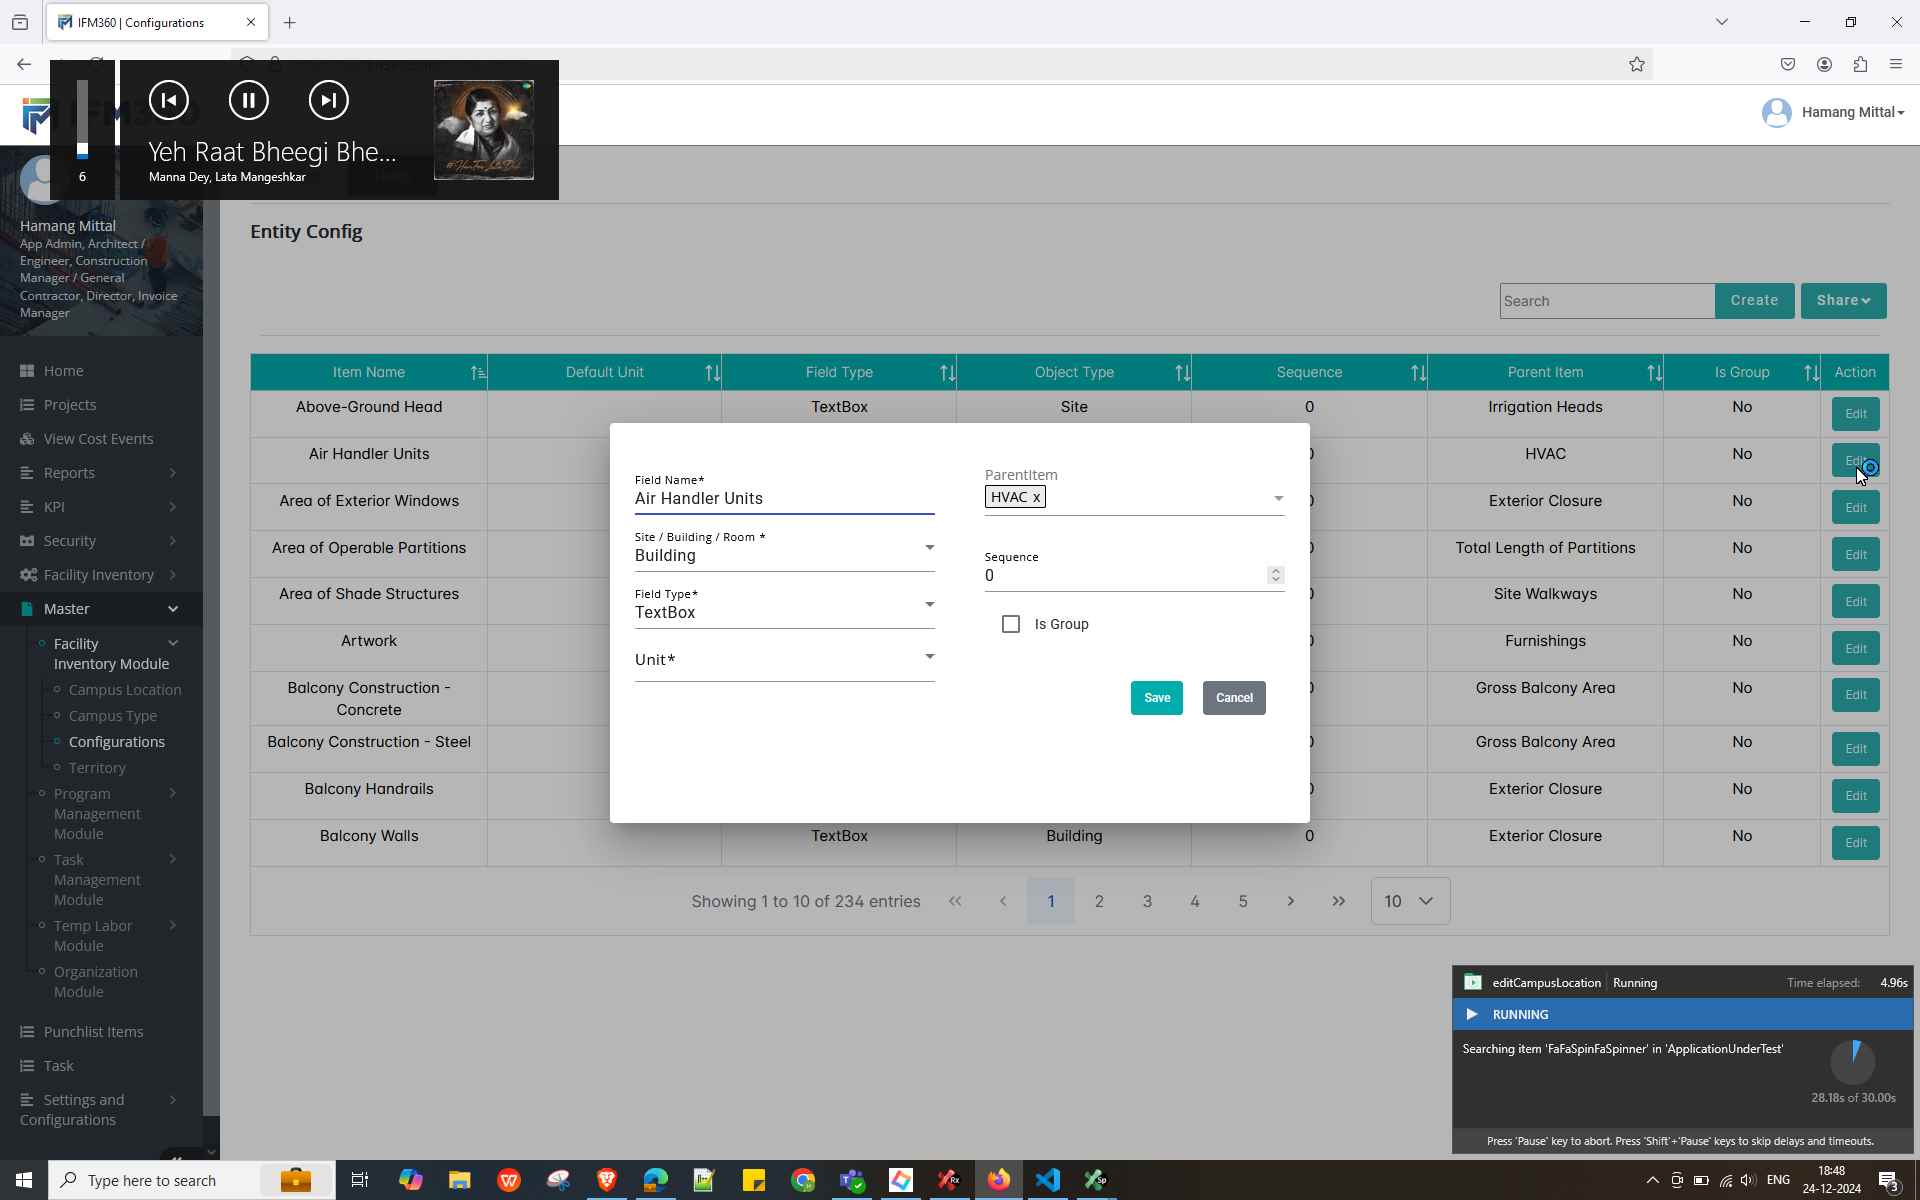 IFM360 | Configurations
Hamang Mittal
Yeh Raat Bheegi Bhe...
Manna Dey, Lata Mangeshkar
6
Hamang Mittal
App Admin, Architect /
Engineer, Construction
Manager / General
Contractor, Director, Invoice
Manager
Home
Projects
View Cost Events
Reports
KPI
Security
Facility Inventory
Master
Facility
Inventory Module
Campus Location
Campus Type
Configurations
Territory
Program
Management
Module
Task
Management
Module
Temp Labor
Module
Organization
Module
Punchlist Items
Task
Settings and
Configurations
Entity Config
Search
Create
Share
Item Name Default Unit Field Type Object Type Sequence Parent Item Is Group Action
Above-Ground Head TextBox Site 0 Irrigation Heads No Edit
Air Handler Units HVAC No Edit
Area of Exterior Windows Exterior Closure No Edit
Area of Operable Partitions Total Length of Partitions No Edit
Area of Shade Structures Site Walkways No Edit
Artwork Furnishings No Edit
Balcony Construction -
Concrete Gross Balcony Area No Edit
Balcony Construction - Steel Gross Balcony Area No Edit
Balcony Handrails Exterior Closure No Edit
Balcony Walls TextBox Building 0 Exterior Closure No Edit
Showing 1 to 10 of 234 entries « ‹ 1 2 3 4 5 › » 10
Field Name*
Air Handler Units
Site / Building / Room *
Building
Field Type*
TextBox
Unit*
ParentItem
HVAC x
Sequence
0
Is Group
Save
Cancel
editCampusLocation Running Time elapsed: 4.96s
RUNNING
Searching item 'FaFaSpinFaSpinner' in 'ApplicationUnderTest'
28.18s of 30.00s
Press 'Pause' key to abort. Press 'Shift'+'Pause' keys to skip delays and timeouts.
Type here to search
Rx
Sp
ENG
18:48
24-12-2024
3